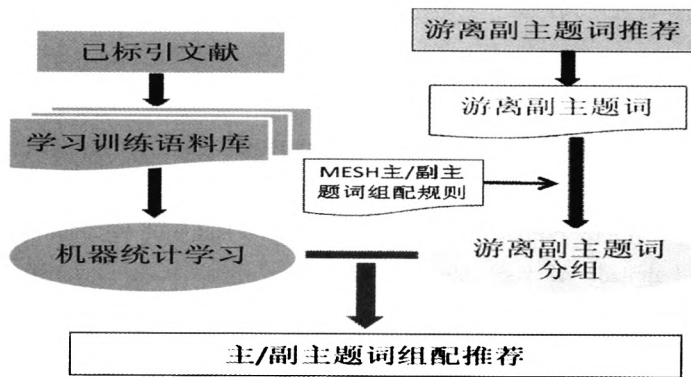 已标引文献
学习训练语料库
机器统计学习
游离副主题词推荐
游离副主题词
MESH主/副主
题词组配规则
游离副主题词
分组
主/副主题词组配推荐